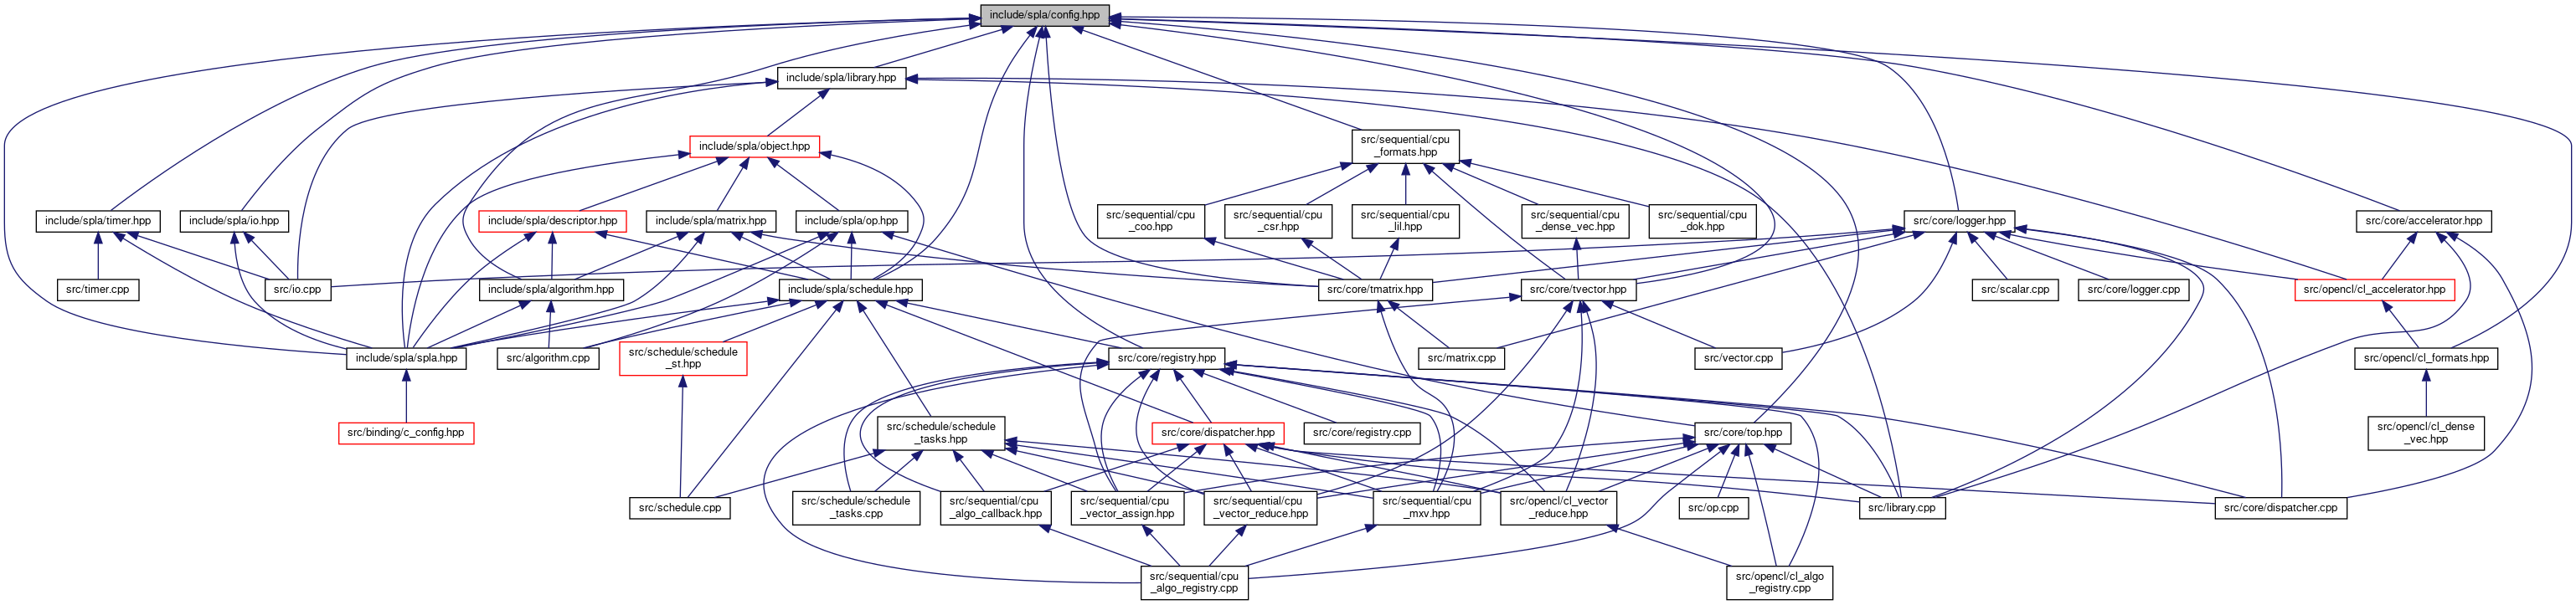 include/spla/config.hpp
include/spla/library.hpp
include/spla/object.hpp
src/sequential/cpu
_formats.hpp
include/spla/timer.hpp
include/spla/io.hpp
include/spla/descriptor.hpp
include/spla/matrix.hpp
include/spla/op.hpp
src/sequential/cpu
_coo.hpp
src/sequential/cpu
_csr.hpp
src/sequential/cpu
_lil.hpp
src/sequential/cpu
_dense_vec.hpp
src/sequential/cpu
_dok.hpp
src/core/logger.hpp
src/core/accelerator.hpp
src/timer.cpp
src/io.cpp
include/spla/algorithm.hpp
include/spla/schedule.hpp
src/core/tmatrix.hpp
src/core/tvector.hpp
src/scalar.cpp
src/core/logger.cpp
src/opencl/cl_accelerator.hpp
include/spla/spla.hpp
src/algorithm.cpp
src/schedule/schedule
_st.hpp
src/core/registry.hpp
src/matrix.cpp
src/vector.cpp
src/opencl/cl_formats.hpp
src/binding/c_config.hpp
src/schedule/schedule
_tasks.hpp
src/core/dispatcher.hpp
src/core/registry.cpp
src/core/top.hpp
src/opencl/cl_dense
_vec.hpp
src/schedule.cpp
src/schedule/schedule
_tasks.cpp
src/sequential/cpu
_algo_callback.hpp
src/sequential/cpu
_vector_assign.hpp
src/sequential/cpu
_vector_reduce.hpp
src/sequential/cpu
_mxv.hpp
src/opencl/cl_vector
_reduce.hpp
src/op.cpp
src/library.cpp
src/core/dispatcher.cpp
src/sequential/cpu
_algo_registry.cpp
src/opencl/cl_algo
_registry.cpp